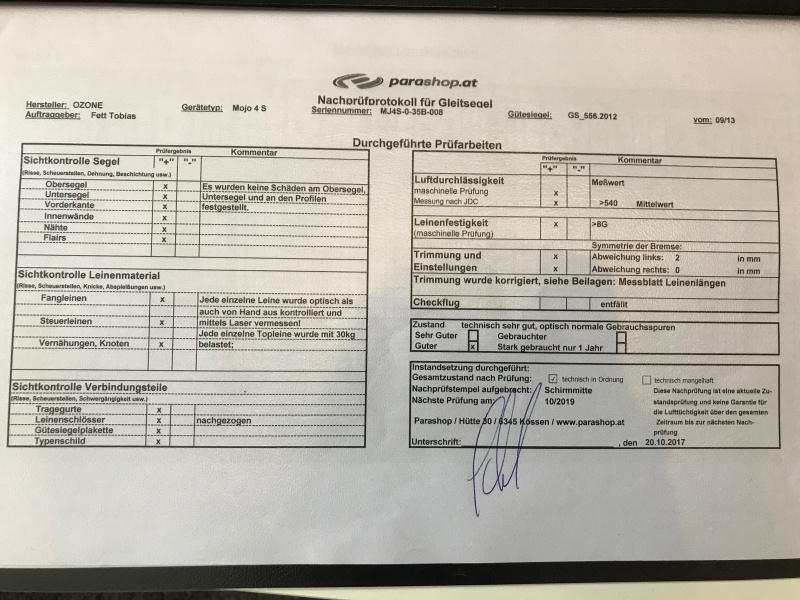 parashop.at
Nachprüfprotokoll für Gleitsegel
Hersteller: OZONE Gerätetyp: Mojo 4 S Seriennummer: MJ4S-0-35B-008 Gütesiegel: GS_556.2012 vom: 09/13
Auftraggeber: Fett Tobias
Durchgeführte Prüfarbeiten
Prüfergebnis Kommentar
Sichtkontrolle Segel "+" "-"
(Risse, Scheuerstellen, Dehnung, Beschichtung usw.)
Obersegel x Es wurden keine Schäden am Obersegel,
Untersegel x Untersegel und an den Profilen
Vorderkante x festgestellt.
Innenwände x
Nähte x
Flairs x
Sichtkontrolle Leinenmaterial
(Risse, Scheuerstellen, Knicke, Abspleißungen usw.)
Fangleinen x Jede einzelne Leine wurde optisch als
auch von Hand aus kontrolliert und
Steuerleinen x mittels Laser vermessen!
Jede einzelne Topleine wurde mit 30kg
Vernähungen, Knoten x belastet;
Sichtkontrolle Verbindungsteile
(Risse, Scheuerstellen, Schwergängigkeit usw.)
Tragegurte x
Leinenschlösser x nachgezogen
Gütesiegelplakette x
Typenschild x
Prüfergebnis Kommentar
"+" "-"
Luftdurchlässigkeit Meßwert
maschinelle Prüfung x
Messung nach JDC x >540 Mittelwert
Leinenfestigkeit x >BG
(maschinelle Prüfung)
Symmetrie der Bremse:
Trimmung und x Abweichung links: 2 in mm
Einstellungen x Abweichung rechts: 0 in mm
Trimmung wurde korrigiert, siehe Beilagen: Messblatt Leinenlängen
Checkflug entfällt
Zustand technisch sehr gut, optisch normale Gebrauchsspuren
Sehr Guter Gebrauchter
Guter x Stark gebraucht nur 1 Jahr
Instandsetzung durchgeführt:
Gesamtzustand nach Prüfung: ✓ technisch in Ordnung technisch mangelhaft
Nachprüfstempel aufgebracht: Schirmmitte
Nächste Prüfung am: 10/2019
Diese Nachprüfung ist eine aktuelle Zu-
standsprüfung und keine Garantie für
die Lufttüchtigkeit über den gesamten
Zeitraum bis zur nächsten Nach-
prüfung
Parashop / Hütte 30 / 6345 Kössen / www.parashop.at
Unterschrift: , den 20.10.2017